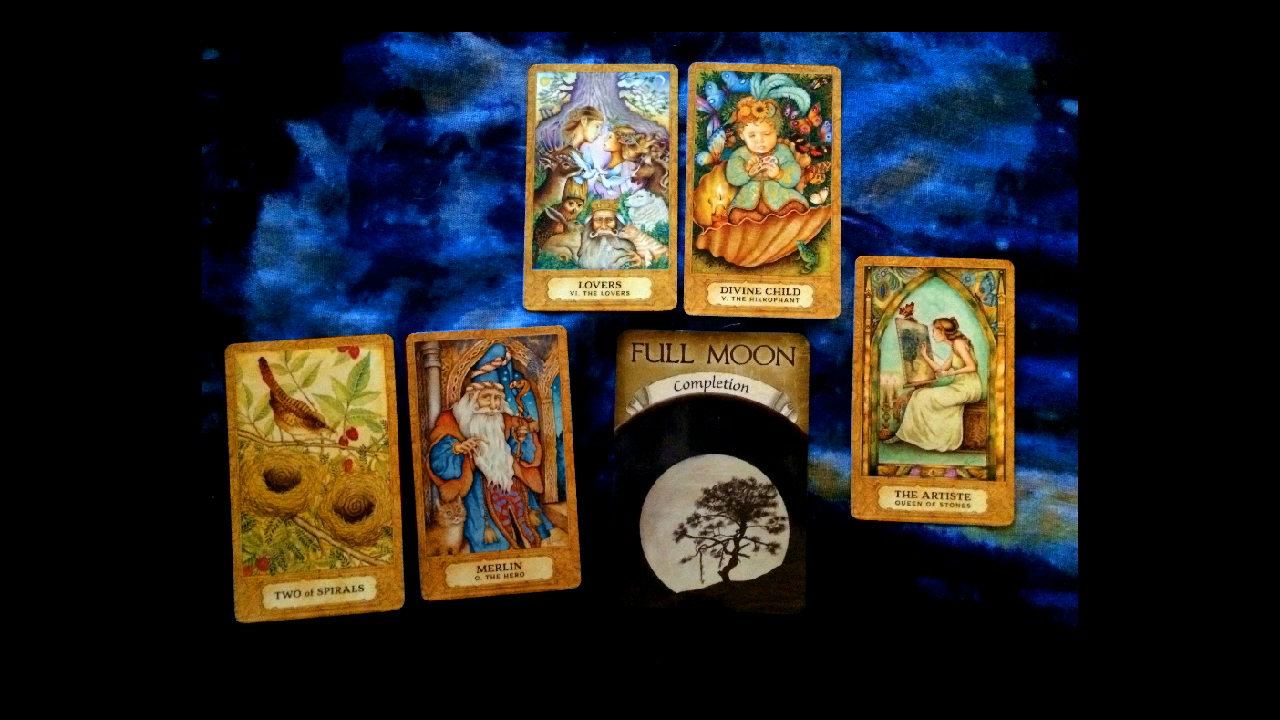 LOVERS
VI. THE LOVERS
DIVINE CHILD
V. THE HIEROPHANT
TWO of SPIRALS
MERLIN
0. THE HERO
FULL MOON
Completion
THE ARTISTE
QUEEN OF STONES